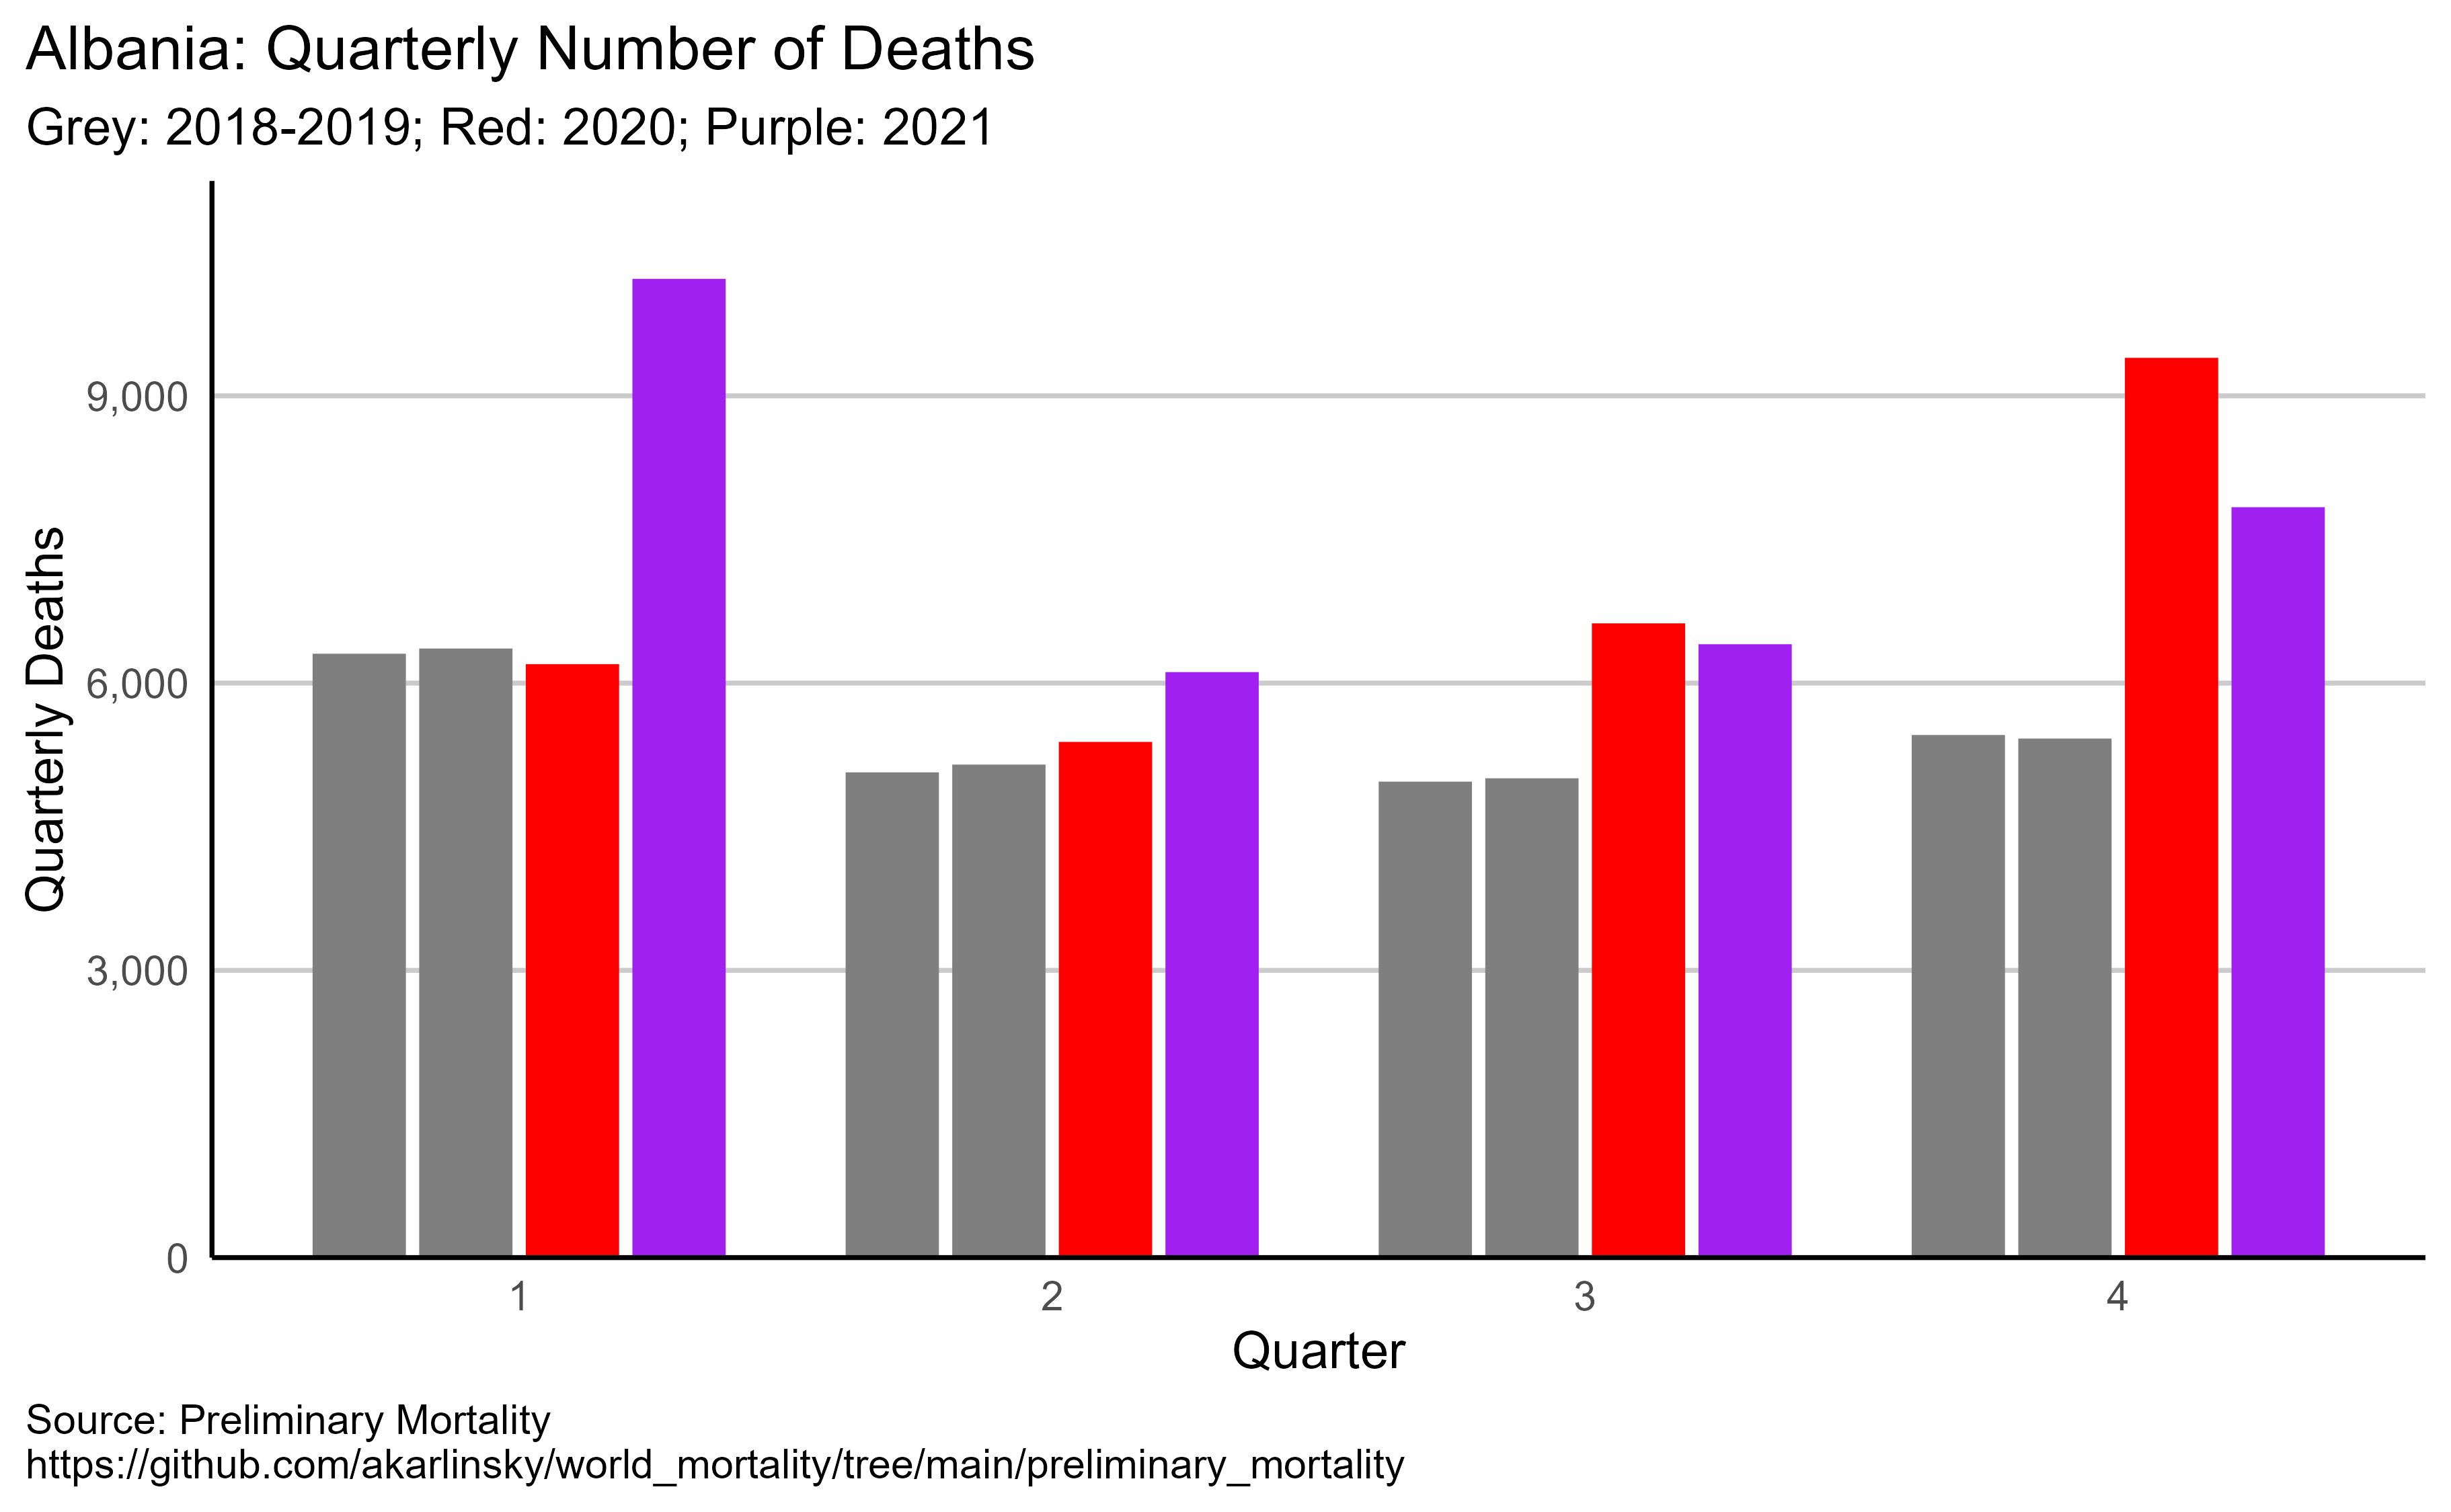 Albania: Quarterly Number of Deaths
Grey: 2018-2019; Red: 2020; Purple: 2021
Quarterly Deaths
9,000
6,000
3,000
0
1
2
3
4
Quarter
Source: Preliminary Mortality
https://github.com/akarlinsky/world_mortality/tree/main/preliminary_mortality